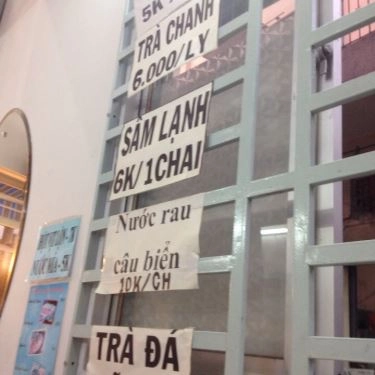 5K
TRÀ CHANH
6.000/LY
SÂM LẠNH
6K/1CHAI
Nước rau
câu biển
10K/CH
TRÀ ĐÁ